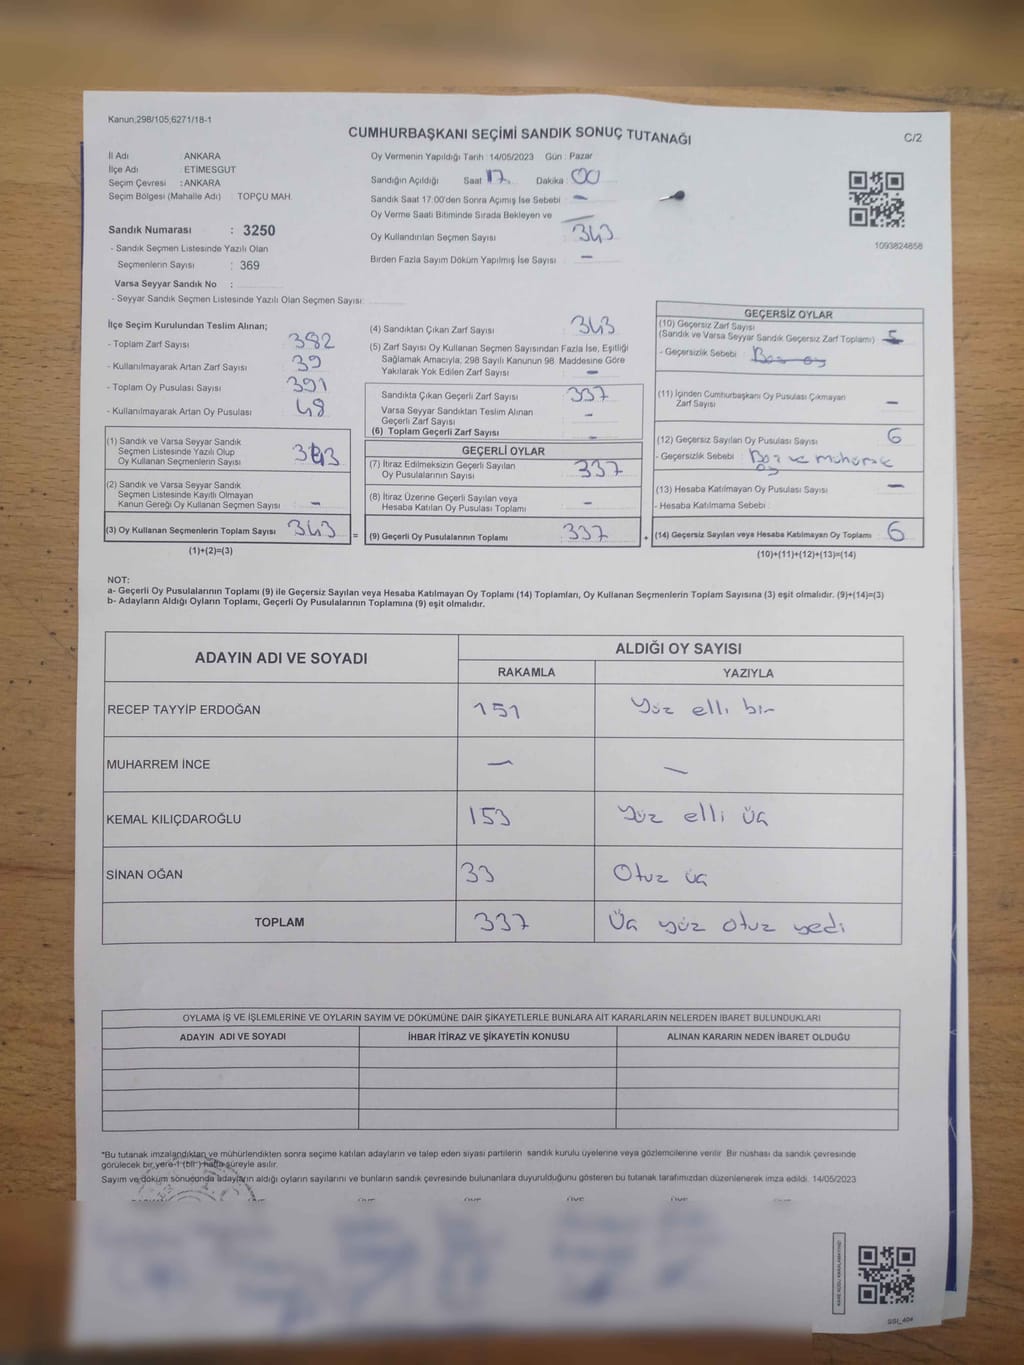 Kanun;298/105;6271/18-1
CUMHURBAŞKANI SEÇİMİ SANDIK SONUÇ TUTANAĞI
C/2
İl Adı ANKARA
İlçe Adı : ETİMESGUT
Seçim Çevresi : ANKARA
Seçim Bölgesi (Mahalle Adı) : TOPÇU MAH.
Sandık Numarası : 3250
- Sandık Seçmen Listesinde Yazılı Olan
Seçmenlerin Sayısı : 369
Varsa Seyyar Sandık No :
- Seyyar Sandık Seçmen Listesinde Yazılı Olan Seçmen Sayısı:
Oy Vermenin Yapıldığı Tarih : 14/05/2023 Gün : Pazar
Sandığın Açıldığı Saat 17 Dakika : 00
Sandık Saat 17:00'den Sonra Açımış İse Sebebi : -
Oy Verme Saati Bitiminde Sırada Bekleyen ve
Oy Kullandırılan Seçmen Sayısı 343
Birden Fazla Sayım Döküm Yapılmış İse Sayısı : -
1093824858
İlçe Seçim Kurulundan Teslim Alınan;
- Toplam Zarf Sayısı 382
- Kullanılmayarak Artan Zarf Sayısı 39
- Toplam Oy Pusulası Sayısı 391
- Kullanılmayarak Artan Oy Pusulası 48
(1) Sandık ve Varsa Seyyar Sandık
Seçmen Listesinde Yazılı Olup
Oy Kullanan Seçmenlerin Sayısı 343
(2) Sandık ve Varsa Seyyar Sandık
Seçmen Listesinde Kayıtlı Olmayan
Kanun Gereği Oy Kullanan Seçmen Sayısı : -
(3) Oy Kullanan Seçmenlerin Toplam Sayısı 343 =
(1)+(2)=(3)
(4) Sandıktan Çıkan Zarf Sayısı 343
(5) Zarf Sayısı Oy Kullanan Seçmen Sayısından Fazla İse, Eşitliği
Sağlamak Amacıyla, 298 Sayılı Kanunun 98. Maddesine Göre
Yakılarak Yok Edilen Zarf Sayısı : -
Sandıkta Çıkan Geçerli Zarf Sayısı 337
Varsa Seyyar Sandıktan Teslim Alınan
Geçerli Zarf Sayısı : -
(6) Toplam Geçerli Zarf Sayısı : -
GEÇERLİ OYLAR
(7) İtiraz Edilmeksizin Geçerli Sayılan
Oy Pusulalarının Sayısı : 337
(8) İtiraz Üzerine Geçerli Sayılan veya
Hesaba Katılan Oy Pusulası Toplamı : -
(9) Geçerli Oy Pusulalarının Toplamı : 337 +
GEÇERSİZ OYLAR
(10) Geçersiz Zarf Sayısı
(Sandık ve Varsa Seyyar Sandık Geçersiz Zarf Toplamı) :
- Geçersizlik Sebebi : Boş oy
(11) İçinden Cumhurbaşkanı Oy Pusulası Çıkmayan
Zarf Sayısı : -
(12) Geçersiz Sayılan Oy Pusulası Sayısı : 6
- Geçersizlik Sebebi : Boş ve mühürsüz
oy
(13) Hesaba Katılmayan Oy Pusulası Sayısı : -
- Hesaba Katılmama Sebebi
(14) Geçersiz Sayılan veya Hesaba Katılmayan Oy Toplamı : 6
(10)+(11)+(12)+(13)=(14)
NOT:
a- Geçerli Oy Pusulalarının Toplamı (9) ile Geçersiz Sayılan veya Hesaba Katılmayan Oy Toplamı (14) Toplamları, Oy Kullanan Seçmenlerin Toplam Sayısına (3) eşit olmalıdır. (9)+(14)=(3)
b- Adayların Aldığı Oyların Toplamı, Geçerli Oy Pusulalarının Toplamına (9) eşit olmalıdır.
ADAYIN ADI VE SOYADI
ALDIĞI OY SAYISI
RAKAMLA YAZIYLA
RECEP TAYYİP ERDOĞAN 151 Yüz elli bir
MUHARREM İNCE - -
KEMAL KILIÇDAROĞLU 153 Yüz elli üç
SİNAN OĞAN 33 Otuz üç
TOPLAM 337 Üç yüz otuz yedi
OYLAMA İŞ VE İŞLEMLERİNE VE OYLARIN SAYIM VE DÖKÜMÜNE DAİR ŞİKAYETLERLE BUNLARA AİT KARARLARIN NELERDEN İBARET BULUNDUKLARI
ADAYIN ADI VE SOYADI İHBAR İTİRAZ VE ŞİKAYETİN KONUSU ALINAN KARARIN NEDEN İBARET OLDUĞU
*Bu tutanak imzalandıktan ve mühürlendikten sonra seçime katılan adayların ve talep eden siyasi partilerin sandık kurulu üyelerine veya gözlemcilerine verilir. Bir nüshası da sandık çevresinde
görülecek bir yere 1 (bir) hafta süreyle asılır.
Sayım ve döküm sonucunda adayların aldığı oyların sayılarını ve bunların sandık çevresinde bulunanlara duyurulduğunu gösteren bu tutanak tarafımızdan düzenlenerek imza edildi. 14/05/2023
SSI_404